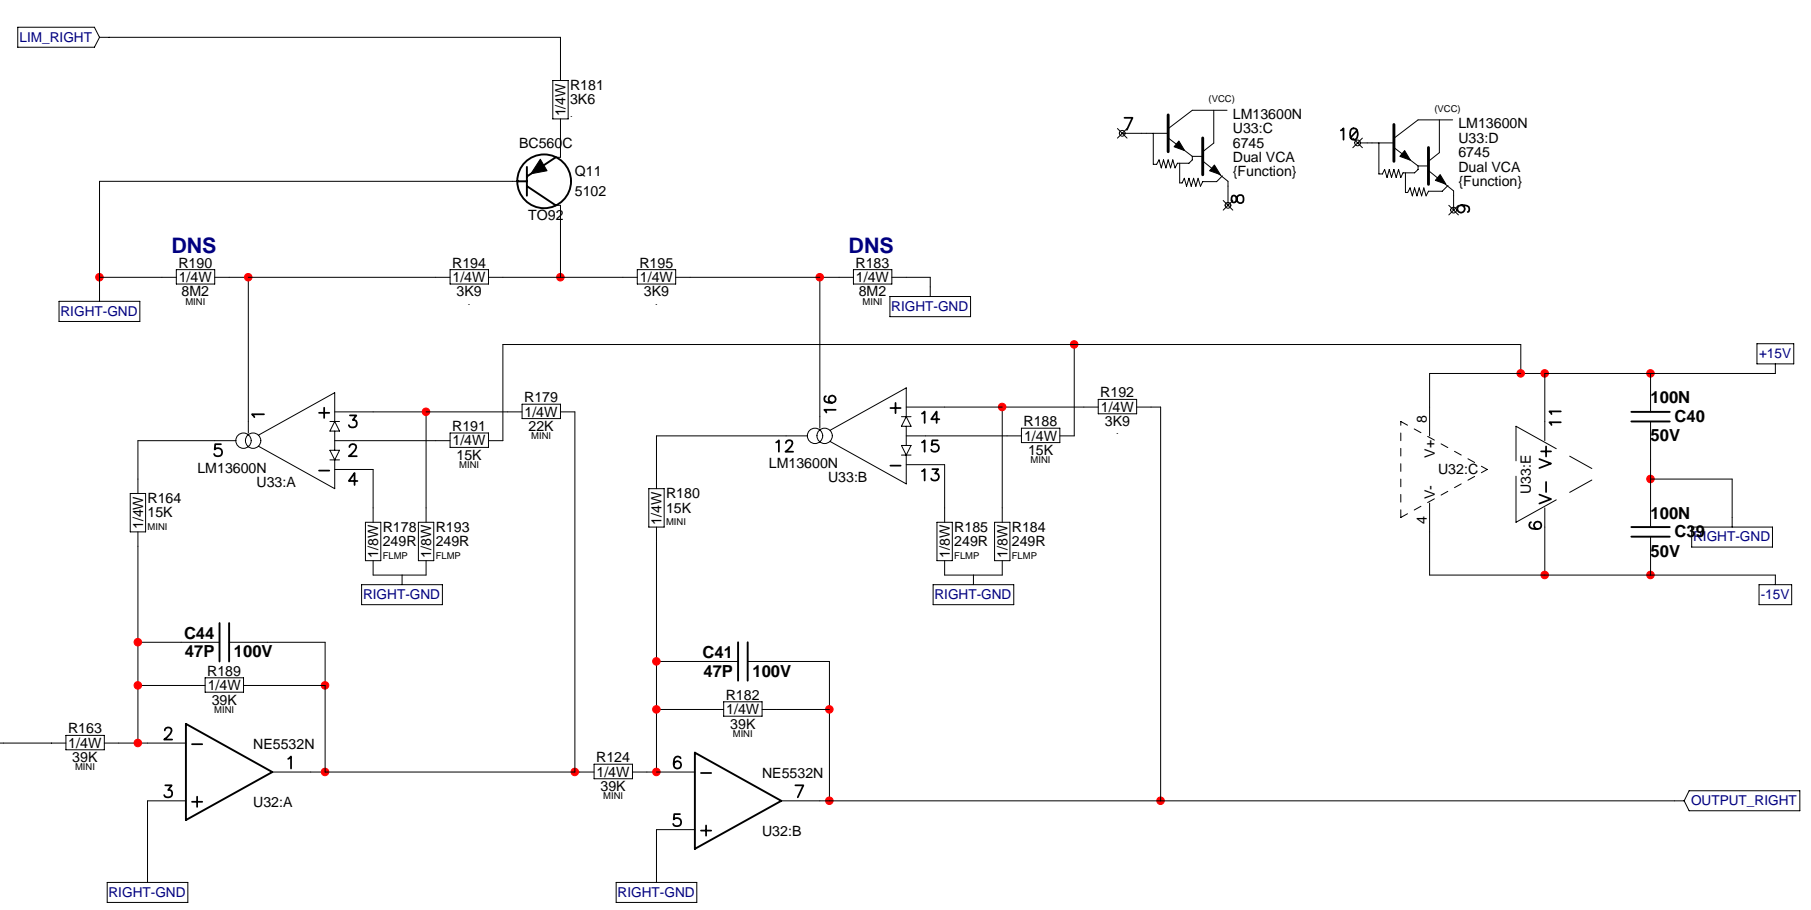 LIM_RIGHT
R181
1/4W
3K6
BC560C
Q11
5102
TO92
(VCC)
7
LM13600N
U33:C
6745
Dual VCA
{Function}
8
(VCC)
10
LM13600N
U33:D
6745
Dual VCA
{Function}
9
DNS
R190
1/4W
8M2
MINI
RIGHT-GND
R194
1/4W
3K9
R195
1/4W
3K9
DNS
R183
1/4W
8M2
MINI
RIGHT-GND
+15V
1
5
LM13600N
U33:A
+
3
2
−
4
R179
1/4W
22K
MINI
R191
1/4W
15K
MINI
16
12
LM13600N
U33:B
+
14
15
−
13
R192
1/4W
3K9
R188
1/4W
15K
MINI
8
V+
U32:C
V-
4
11
V+
U33:E
V−
6
100N
C40
50V
100N
C39
50V
RIGHT-GND
-15V
R164
1/4W
15K
MINI
R178
1/8W
249R
FLMP
R193
1/8W
249R
FLMP
RIGHT-GND
R180
1/4W
15K
MINI
R185
1/8W
249R
FLMP
R184
1/8W
249R
FLMP
RIGHT-GND
C44
47P
100V
R189
1/4W
39K
MINI
C41
47P
100V
R182
1/4W
39K
MINI
R163
1/4W
39K
MINI
2
−
NE5532N
1
3
+
U32:A
RIGHT-GND
R124
1/4W
39K
MINI
6
−
NE5532N
7
5
+
U32:B
RIGHT-GND
OUTPUT_RIGHT